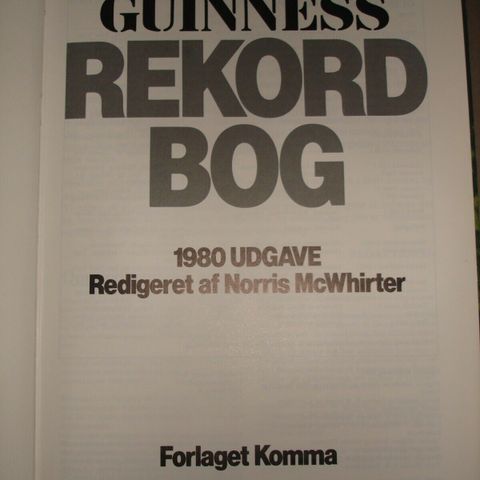 GUINNESS
REKORD
BOG
1980 UDGAVE
Redigeret af Norris McWhirter
Forlaget Komma